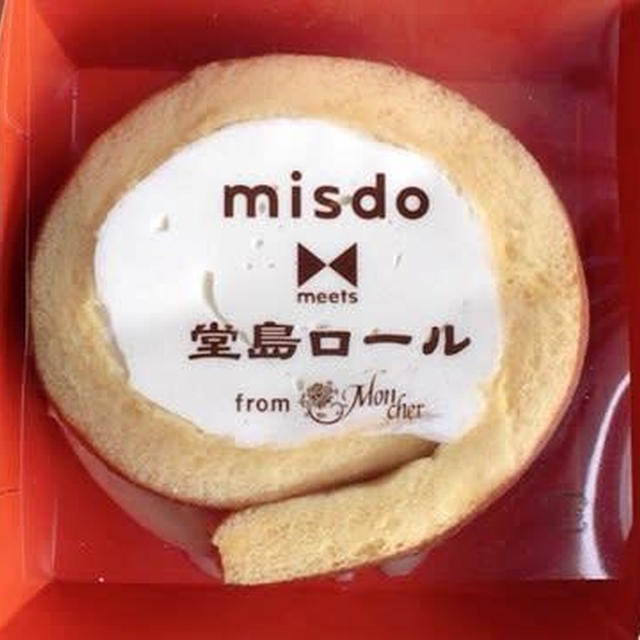 misdo
meets
堂島ロール
from Mon
cher